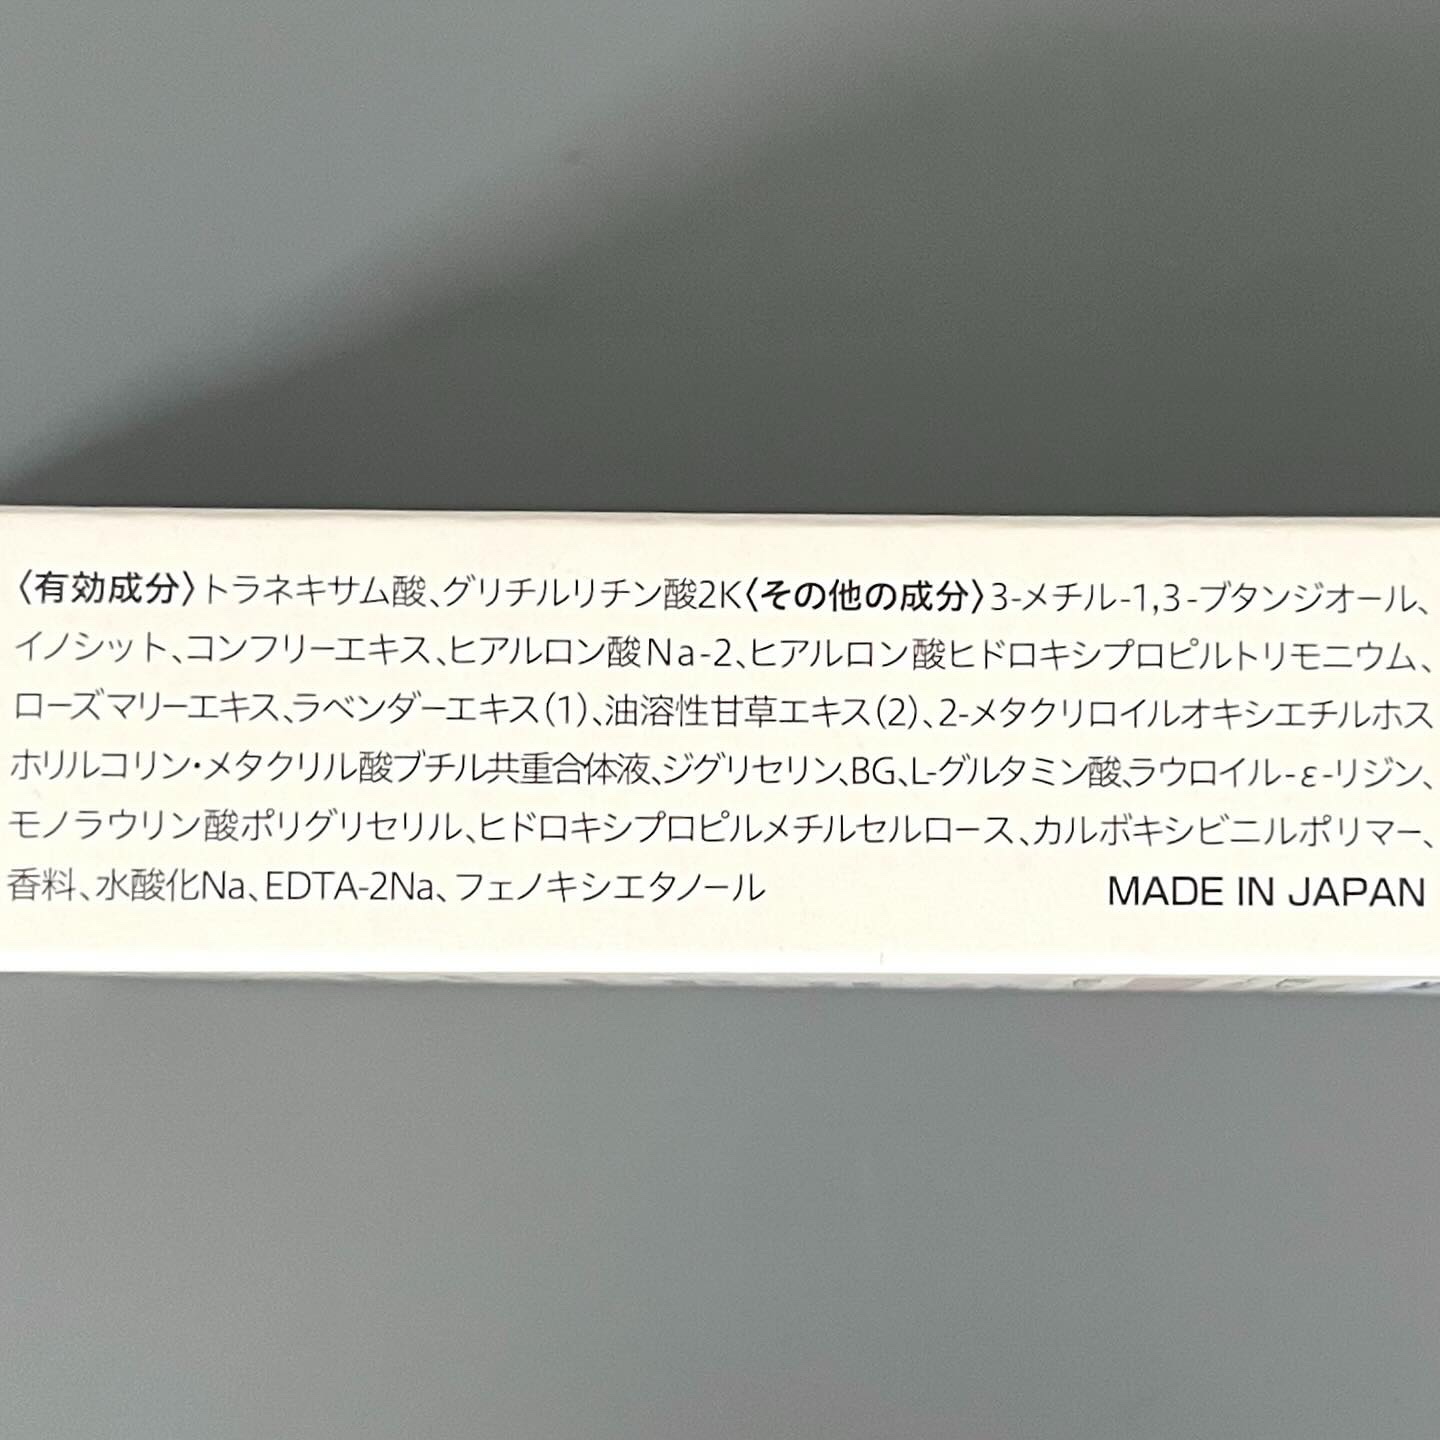 〈有効成分〉トラネキサム酸、グリチルリチン酸2K〈その他の成分〉3-メチル-1,3-ブタンジオール、
イノシット、コンフリーエキス、ヒアルロン酸Na-2、ヒアルロン酸ヒドロキシプロピルトリモニウム、
ローズマリーエキス、ラベンダーエキス(1)、油溶性甘草エキス(2)、2-メタクリロイルオキシエチルホス
ホリルコリン・メタクリル酸ブチル共重合体液、ジグリセリン、BG、L-グルタミン酸、ラウロイル-ε-リジン、
モノラウリン酸ポリグリセリル、ヒドロキシプロピルメチルセルロース、カルボキシビニルポリマー、
香料、水酸化Na、EDTA-2Na、フェノキシエタノール
MADE IN JAPAN